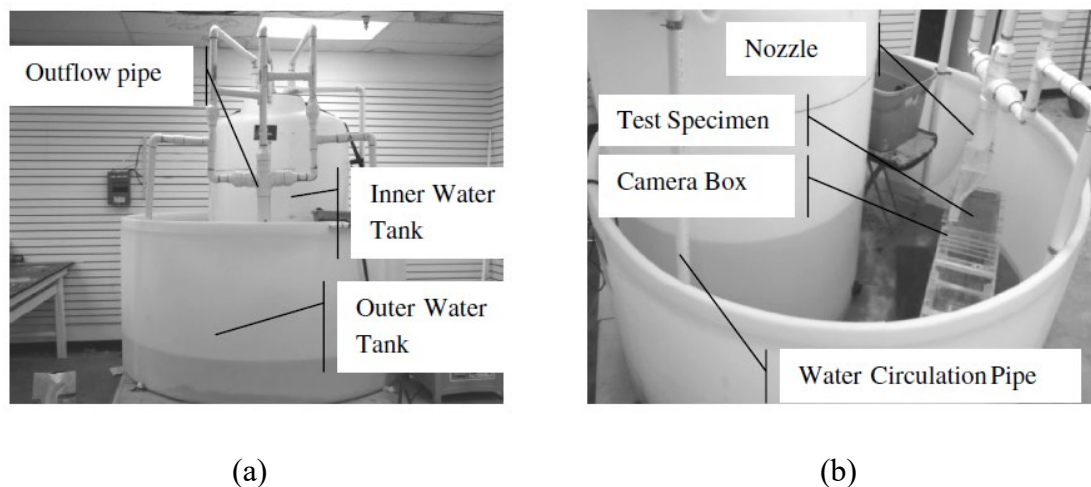 Outflow pipe
Inner Water
Tank
Outer Water
Tank
(a)
Nozzle
Test Specimen
Camera Box
Water Circulation Pipe
(b)